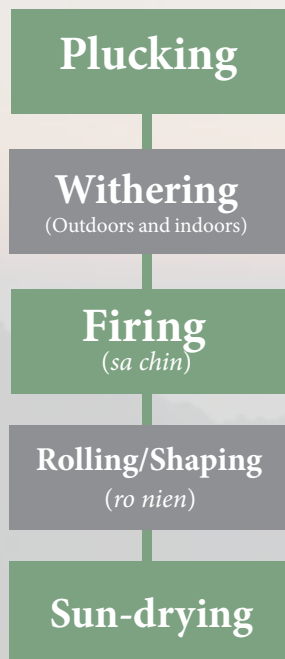 Plucking
Withering
(Outdoors and indoors)
Firing
(sa chin)
Rolling/Shaping
(ro nien)
Sun-drying